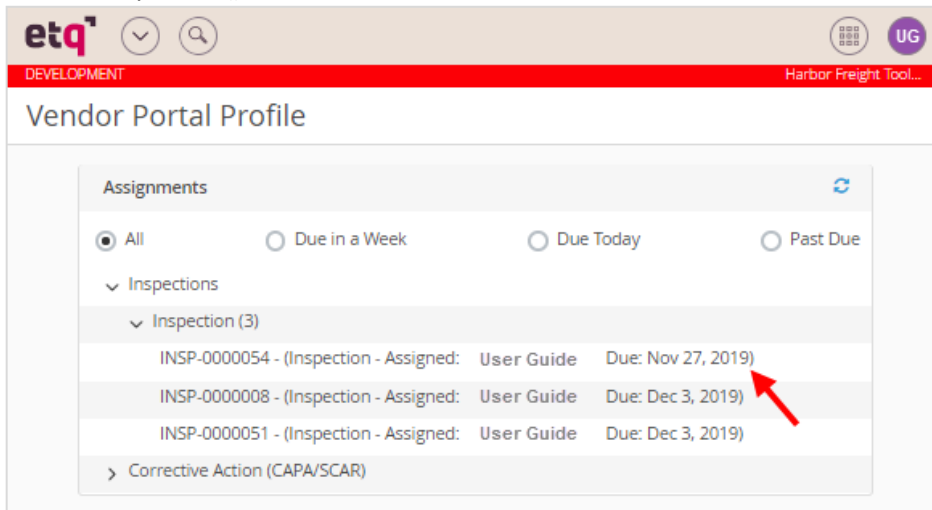 etq
UG
DEVELOPMENT Harbor Freight Tool...
Vendor Portal Profile
Assignments
All Due in a Week Due Today Past Due
Inspections
Inspection (3)
INSP-0000054 - (Inspection - Assigned: User Guide Due: Nov 27, 2019)
INSP-0000008 - (Inspection - Assigned: User Guide Due: Dec 3, 2019)
INSP-0000051 - (Inspection - Assigned: User Guide Due: Dec 3, 2019)
Corrective Action (CAPA/SCAR)